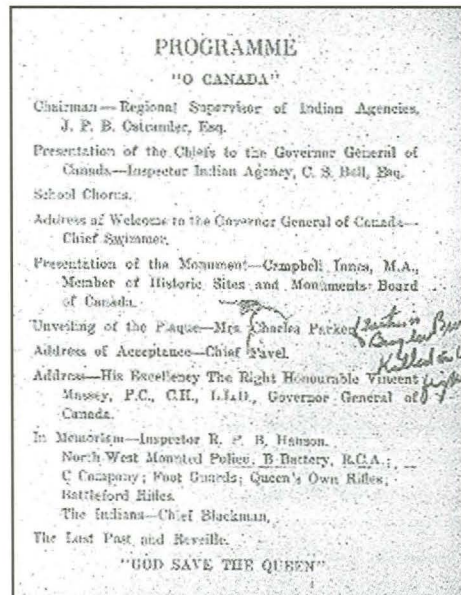 PROGRAMME
"O CANADA"
Chairman—Regional Supervisor of Indian Agencies,
J. P. B. Ostrander, Esq.
Presentation of the Chiefs to the Governor General of
Canada—Inspector Indian Agency, C. S. Bell, Esq.
School Chorus.
Address of Welcome to the Governor General of Canada—
Chief Swimmer.
Presentation of the Monument—Campbell Innes, M.A.,
Member of Historic Sites and Monuments Board
of Canada.
Unveiling of the Plaque—Mrs. Charles Parker
Bugler
Killed
Address of Acceptance—Chief Favel.
Address—His Excellency The Right Honourable Vincent
Massey, P.C., C.H., L.L.D., Governor General of
Canada.
In Memoriam—Inspector R. P. B. Hanson.
North West Mounted Police, B Battery, R.C.A.;
C Company; Foot Guards; Queen's Own Rifles;
Battleford Rifles.
The Indians—Chief Blackman.
The Last Post and Reveille.
"GOD SAVE THE QUEEN"